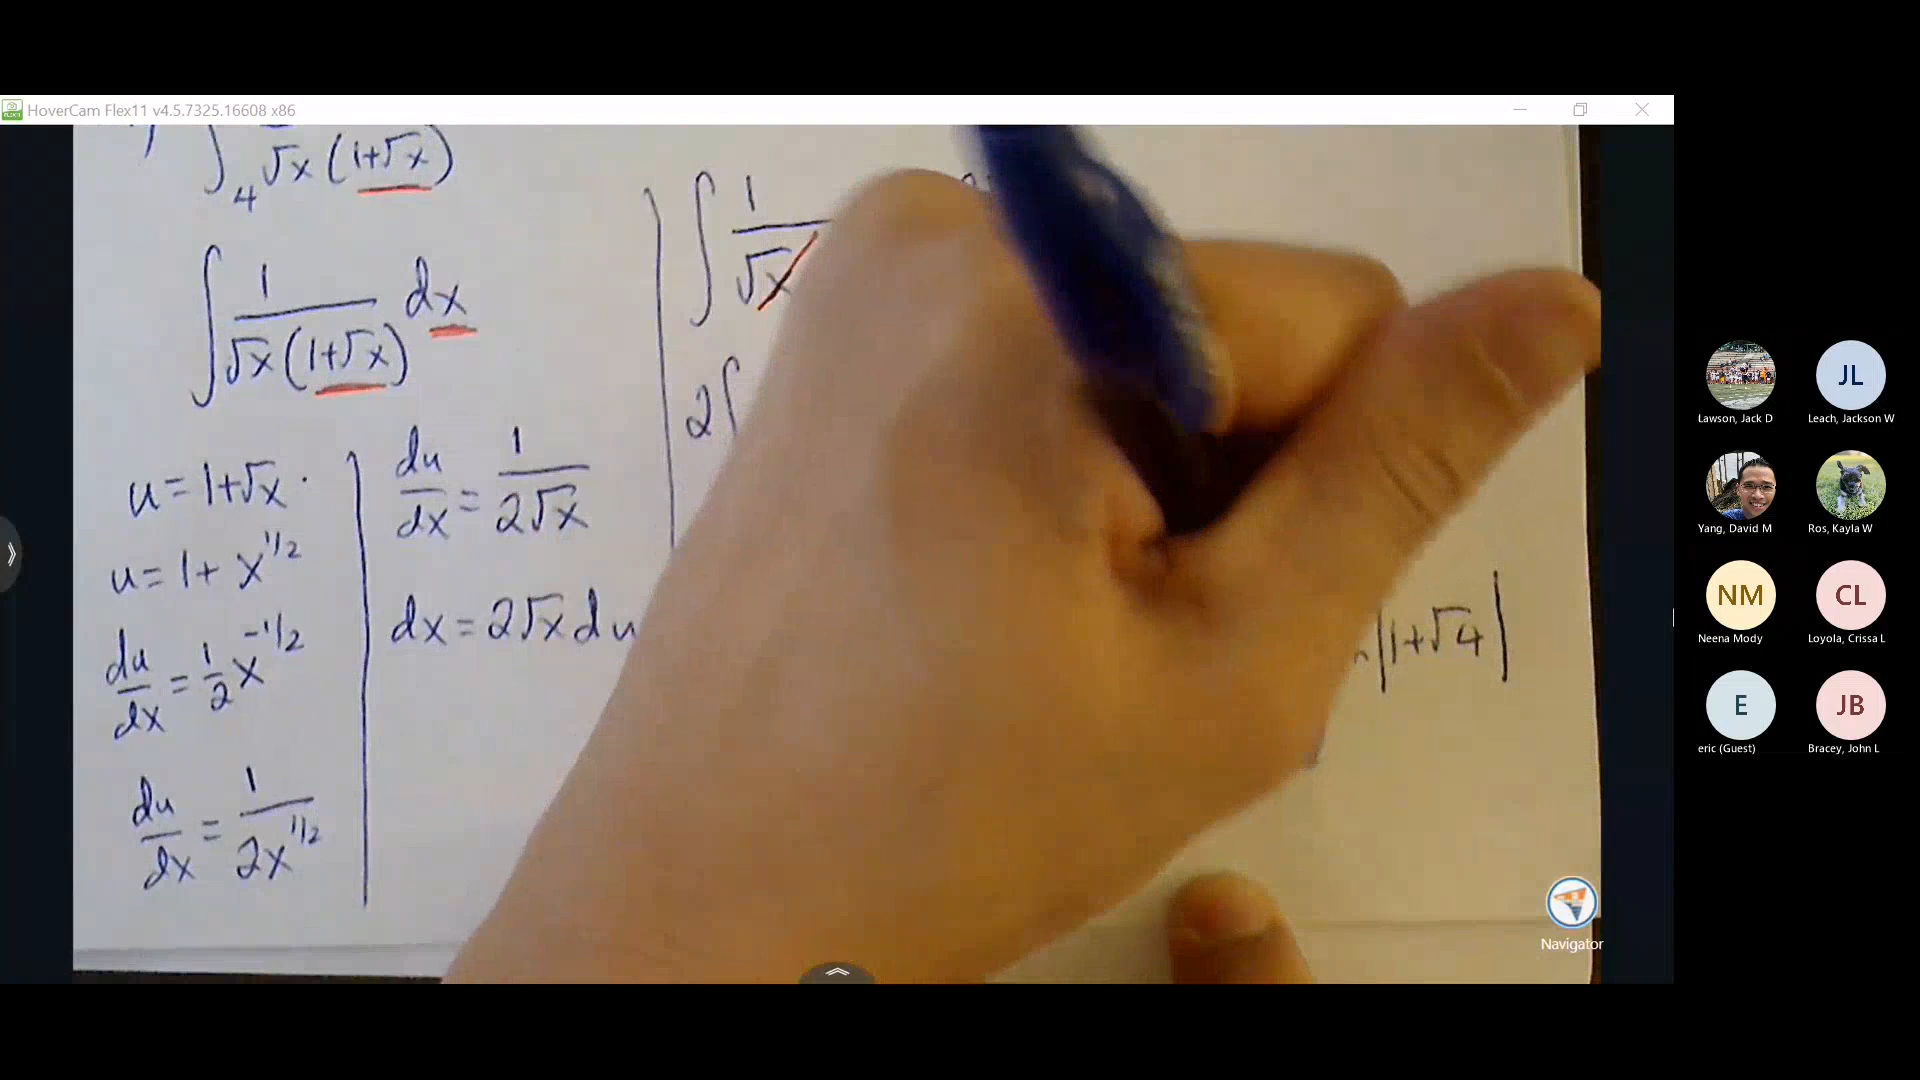 HoverCam Flex11 v4.5.7325.16608 x86
∫₄ √x (1+√x)
∫ 1/(√x(1+√x)) dx
u = 1+√x
u = 1 + x^(1/2)
du/dx = 1/2 x^(-1/2)
du/dx = 1/(2x^(1/2))
du/dx = 1/(2√x)
dx = 2√x du
∫ 1/√x
2∫
|1+√4|
Navigator
Lawson, Jack D
JL
Leach, Jackson W
Yang, David M
Ros, Kayla W
NM
Neena Mody
CL
Loyola, Crissa L
E
eric (Guest)
JB
Bracey, John L